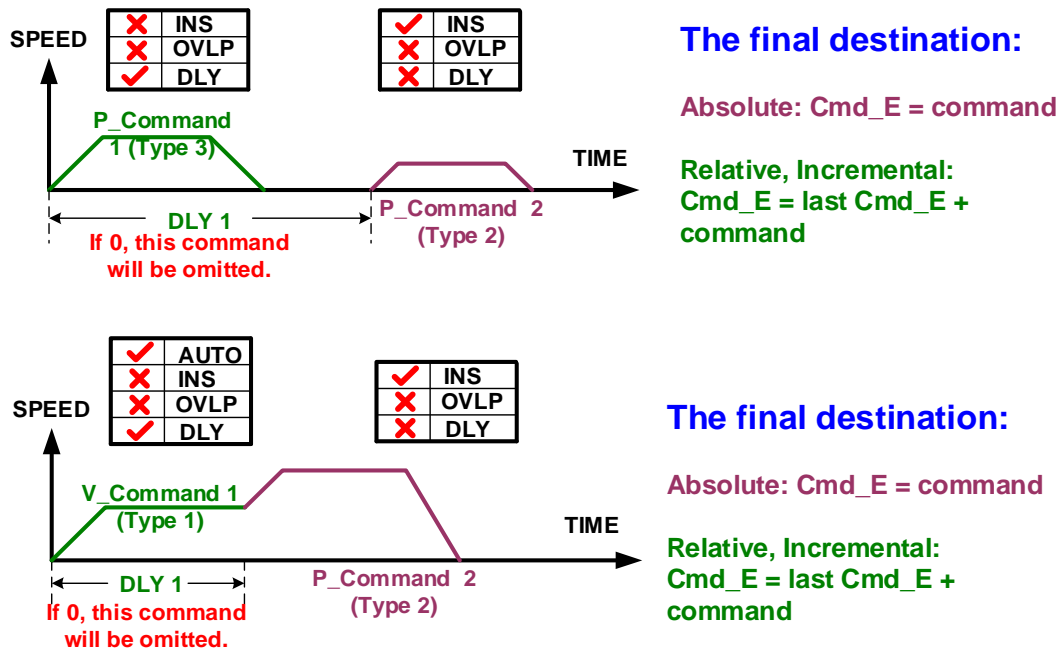 INS
OVLP
DLY
INS
OVLP
DLY
SPEED
P_Command
1 (Type 3)
TIME
DLY 1
If 0, this command
will be omitted.
P_Command 2
(Type 2)
The final destination:
Absolute: Cmd_E = command
Relative, Incremental:
Cmd_E = last Cmd_E +
command
AUTO
INS
OVLP
DLY
INS
OVLP
DLY
SPEED
V_Command 1
(Type 1)
TIME
DLY 1
If 0, this command
will be omitted.
P_Command 2
(Type 2)
The final destination:
Absolute: Cmd_E = command
Relative, Incremental:
Cmd_E = last Cmd_E +
command